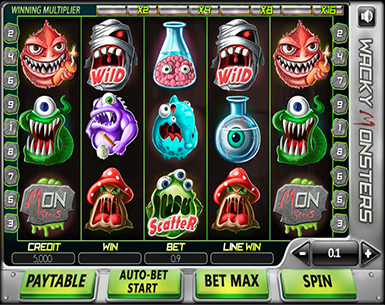 WINNING MULTIPLIER X2 X4 X8 X16
WILD
WILD
WACKY MONSTERS
MON
SteRS
MON
SteRS
SCatteR
CREDIT WIN BET LINE WIN
5,000 0.9
- 0.1 +
PAYTABLE
AUTO-BET
START
BET MAX
SPIN